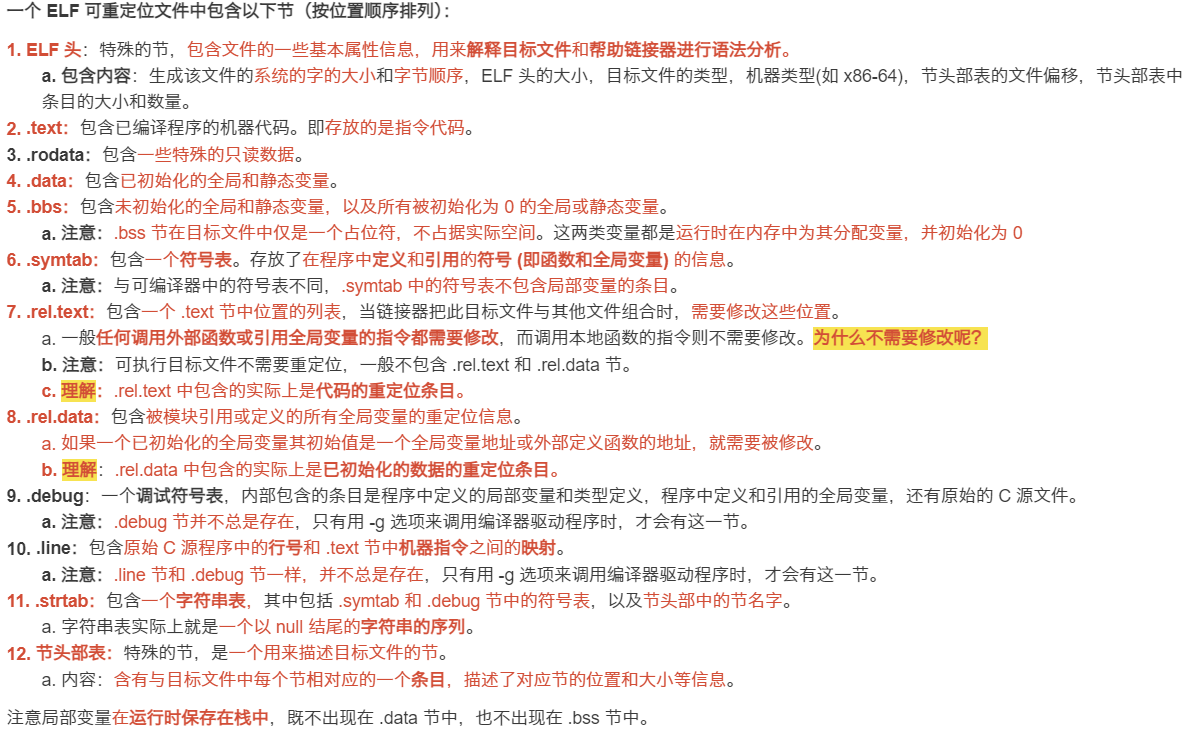 一个 ELF 可重定位文件中包含以下节（按位置顺序排列）：
1. ELF 头：特殊的节，包含文件的一些基本属性信息，用来解释目标文件和帮助链接器进行语法分析。
a. 包含内容：生成该文件的系统的字的大小和字节顺序，ELF 头的大小，目标文件的类型，机器类型(如 x86-64)，节头部表的文件偏移，节头部表中
条目的大小和数量。
2. .text：包含已编译程序的机器代码。即存放的是指令代码。
3. .rodata：包含一些特殊的只读数据。
4. .data：包含已初始化的全局和静态变量。
5. .bbs：包含未初始化的全局和静态变量，以及所有被初始化为 0 的全局或静态变量。
a. 注意：.bss 节在目标文件中仅是一个占位符，不占据实际空间。这两类变量都是运行时在内存中为其分配变量，并初始化为 0
6. .symtab：包含一个符号表。存放了在程序中定义和引用的符号 (即函数和全局变量) 的信息。
a. 注意：与可编译器中的符号表不同，.symtab 中的符号表不包含局部变量的条目。
7. .rel.text：包含一个 .text 节中位置的列表，当链接器把此目标文件与其他文件组合时，需要修改这些位置。
a. 一般任何调用外部函数或引用全局变量的指令都需要修改，而调用本地函数的指令则不需要修改。为什么不需要修改呢？
b. 注意：可执行目标文件不需要重定位，一般不包含 .rel.text 和 .rel.data 节。
c. 理解：.rel.text 中包含的实际上是代码的重定位条目。
8. .rel.data：包含被模块引用或定义的所有全局变量的重定位信息。
a. 如果一个已初始化的全局变量其初始值是一个全局变量地址或外部定义函数的地址，就需要被修改。
b. 理解：.rel.data 中包含的实际上是已初始化的数据的重定位条目。
9. .debug：一个调试符号表，内部包含的条目是程序中定义的局部变量和类型定义，程序中定义和引用的全局变量，还有原始的 C 源文件。
a. 注意：.debug 节并不总是存在，只有用 -g 选项来调用编译器驱动程序时，才会有这一节。
10. .line：包含原始 C 源程序中的行号和 .text 节中机器指令之间的映射。
a. 注意：.line 节和 .debug 节一样，并不总是存在，只有用 -g 选项来调用编译器驱动程序时，才会有这一节。
11. .strtab：包含一个字符串表，其中包括 .symtab 和 .debug 节中的符号表，以及节头部中的节名字。
a. 字符串表实际上就是一个以 null 结尾的字符串的序列。
12. 节头部表：特殊的节，是一个用来描述目标文件的节。
a. 内容：含有与目标文件中每个节相对应的一个条目，描述了对应节的位置和大小等信息。
注意局部变量在运行时保存在栈中，既不出现在 .data 节中，也不出现在 .bss 节中。